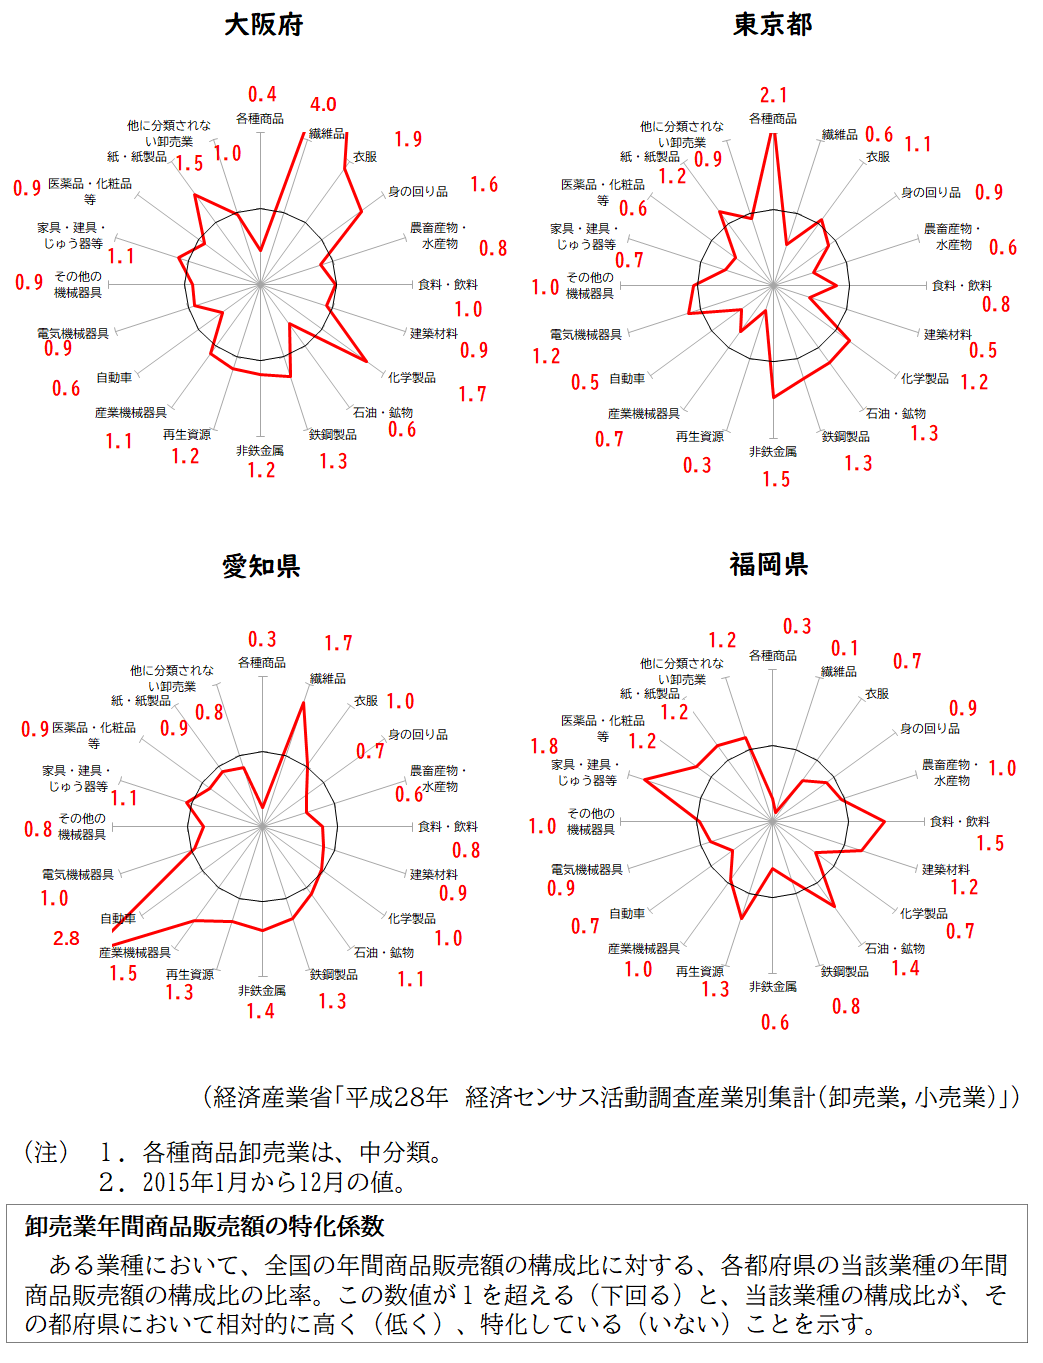 大阪府
0.4
各種商品
4.0
繊維品
1.9
衣服
1.6
身の回り品
農畜産物・
水産物
0.8
食料・飲料
1.0
建築材料
0.9
化学製品
1.7
石油・鉱物
0.6
鉄鋼製品
1.3
非鉄金属
1.2
再生資源
1.2
産業機械器具
1.1
自動車
0.6
電気機械器具
0.9
その他の
機械器具
0.9
家具・建具・
じゅう器等
1.1
医薬品・化粧品
等
0.9
紙・紙製品
1.5
他に分類されな
い卸売業
1.0
東京都
2.1
各種商品
繊維品
0.6
衣服
1.1
身の回り品
0.9
農畜産物・
水産物
0.6
食料・飲料
0.8
建築材料
0.5
化学製品
1.2
石油・鉱物
1.3
鉄鋼製品
1.3
非鉄金属
1.5
再生資源
0.3
産業機械器具
0.7
自動車
0.5
電気機械器具
1.2
その他の
機械器具
1.0
家具・建具・
じゅう器等
0.7
医薬品・化粧品
等
0.6
紙・紙製品
1.2
他に分類されな
い卸売業
0.9
愛知県
0.3
各種商品
1.7
繊維品
衣服
1.0
身の回り品
0.7
農畜産物・
水産物
0.6
食料・飲料
0.8
建築材料
0.9
化学製品
1.0
石油・鉱物
1.1
鉄鋼製品
1.3
非鉄金属
1.4
再生資源
1.3
産業機械器具
1.5
自動車
2.8
電気機械器具
1.0
その他の
機械器具
0.8
家具・建具・
じゅう器等
1.1
医薬品・化粧品
等
0.9
紙・紙製品
0.9
他に分類されな
い卸売業
0.8
福岡県
0.3
各種商品
0.1
繊維品
0.7
衣服
0.9
身の回り品
農畜産物・
水産物
1.0
食料・飲料
1.5
建築材料
1.2
化学製品
0.7
石油・鉱物
1.4
鉄鋼製品
0.8
非鉄金属
0.6
再生資源
1.3
産業機械器具
1.0
自動車
0.7
電気機械器具
0.9
その他の
機械器具
1.0
家具・建具・
じゅう器等
1.8
医薬品・化粧品
等
1.2
紙・紙製品
1.2
他に分類されな
い卸売業
1.2
（経済産業省「平成28年　経済センサス活動調査産業別集計（卸売業，小売業）」）
（注）　１．各種商品卸売業は、中分類。
２．2015年1月から12月の値。
卸売業年間商品販売額の特化係数
ある業種において、全国の年間商品販売額の構成比に対する、各都府県の当該業種の年間
商品販売額の構成比の比率。この数値が１を超える（下回る）と、当該業種の構成比が、そ
の都府県において相対的に高く（低く）、特化している（いない）ことを示す。